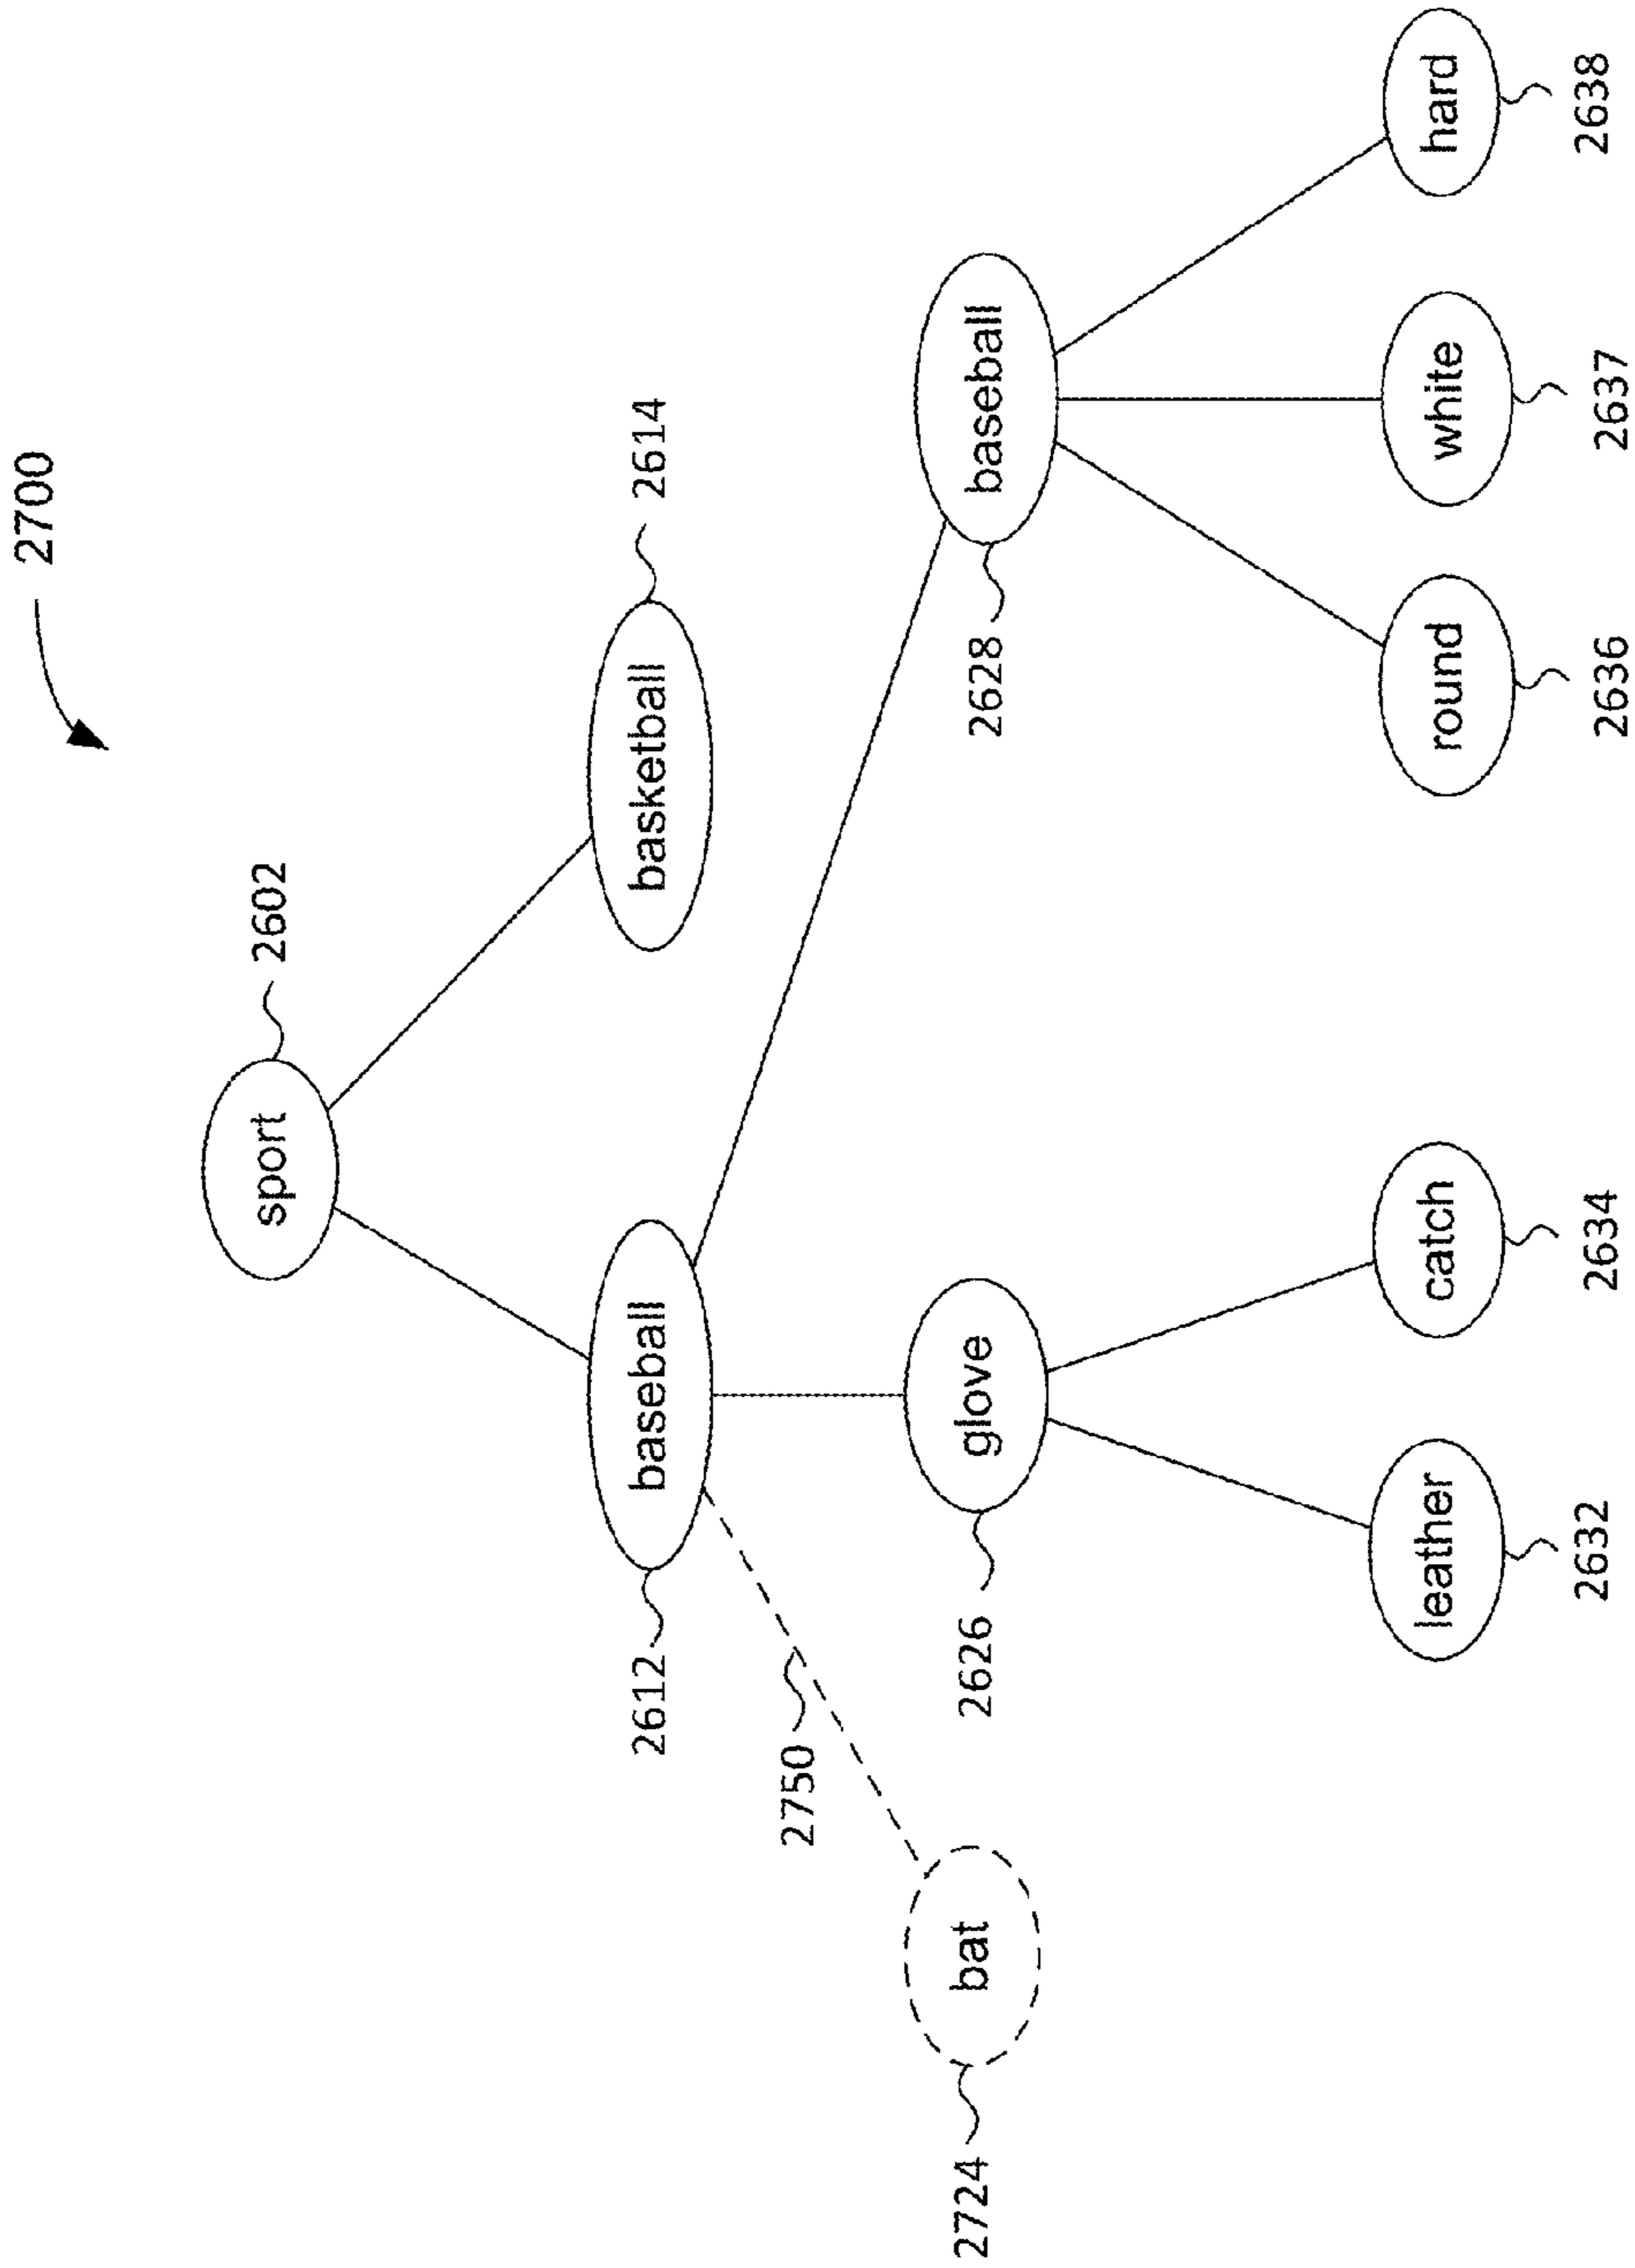 2700
sport
2602
2612
baseball
basketball
2614
2750
2724
bat
2626
glove
2628
baseball
leather
catch
round
white
hard
2632
2634
2636
2637
2638